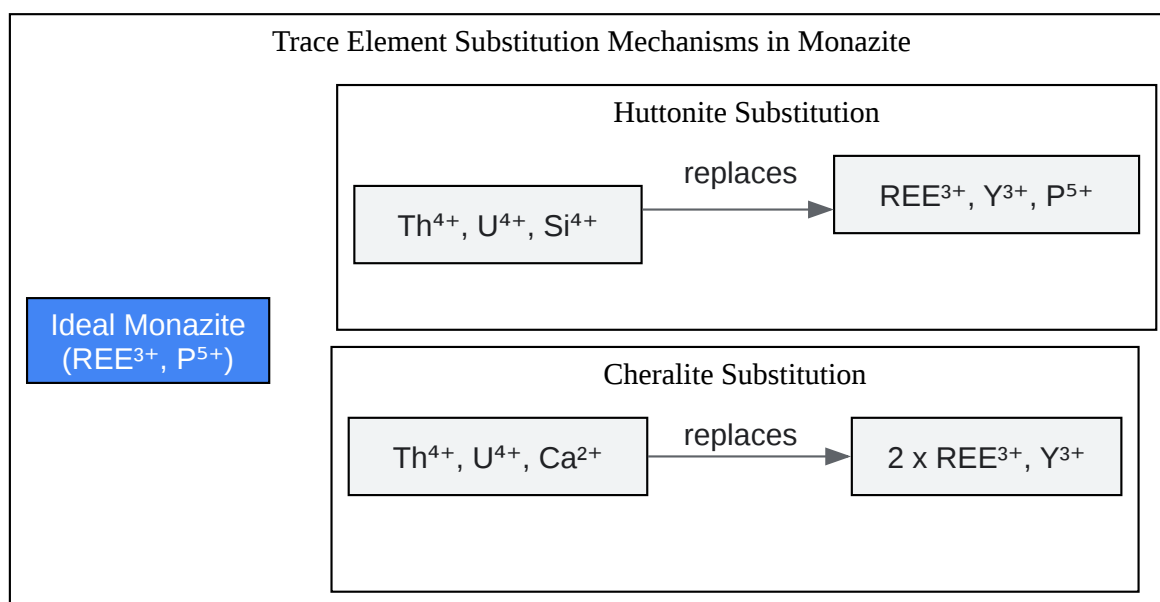 Trace Element Substitution Mechanisms in Monazite
Huttonite Substitution
Th⁴⁺, U⁴⁺, Si⁴⁺
replaces
REE³⁺, Y³⁺, P⁵⁺
Ideal Monazite
(REE³⁺, P⁵⁺)
Cheralite Substitution
Th⁴⁺, U⁴⁺, Ca²⁺
replaces
2 x REE³⁺, Y³⁺